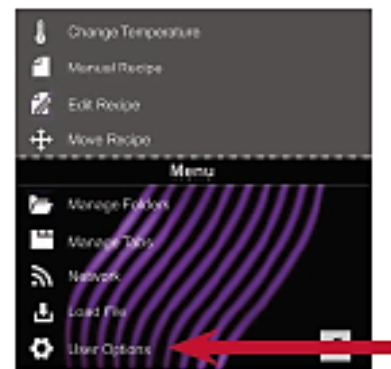 Change Temperature
Manual Recipe
Edit Recipe
Move Recipe
Menu
Manage Folders
Manage Tabs
Network
Load File
User Options